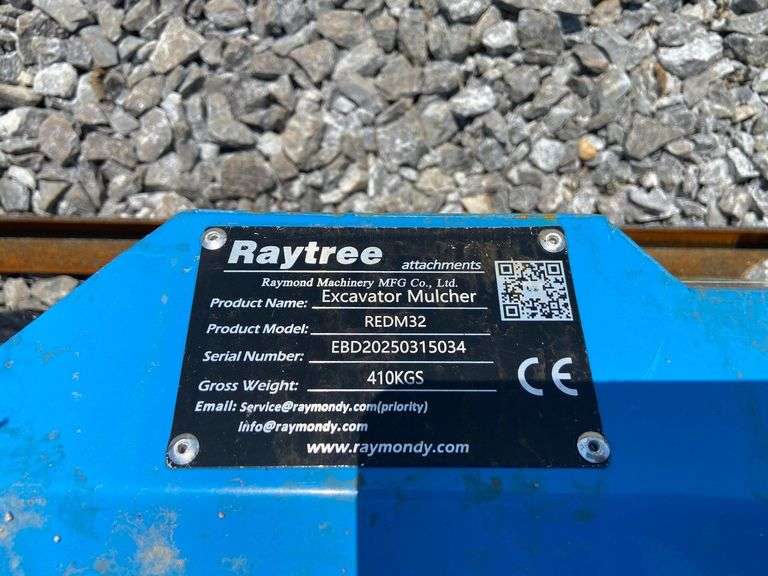 Raytree
attachments
Raymond Machinery MFG Co., Ltd.
Product Name: Excavator Mulcher
Product Model: REDM32
Serial Number: EBD20250315034
Gross Weight: 410KGS
Email: Service@raymondy.com(priority)
Info@raymondy.com
www.raymondy.com
CE